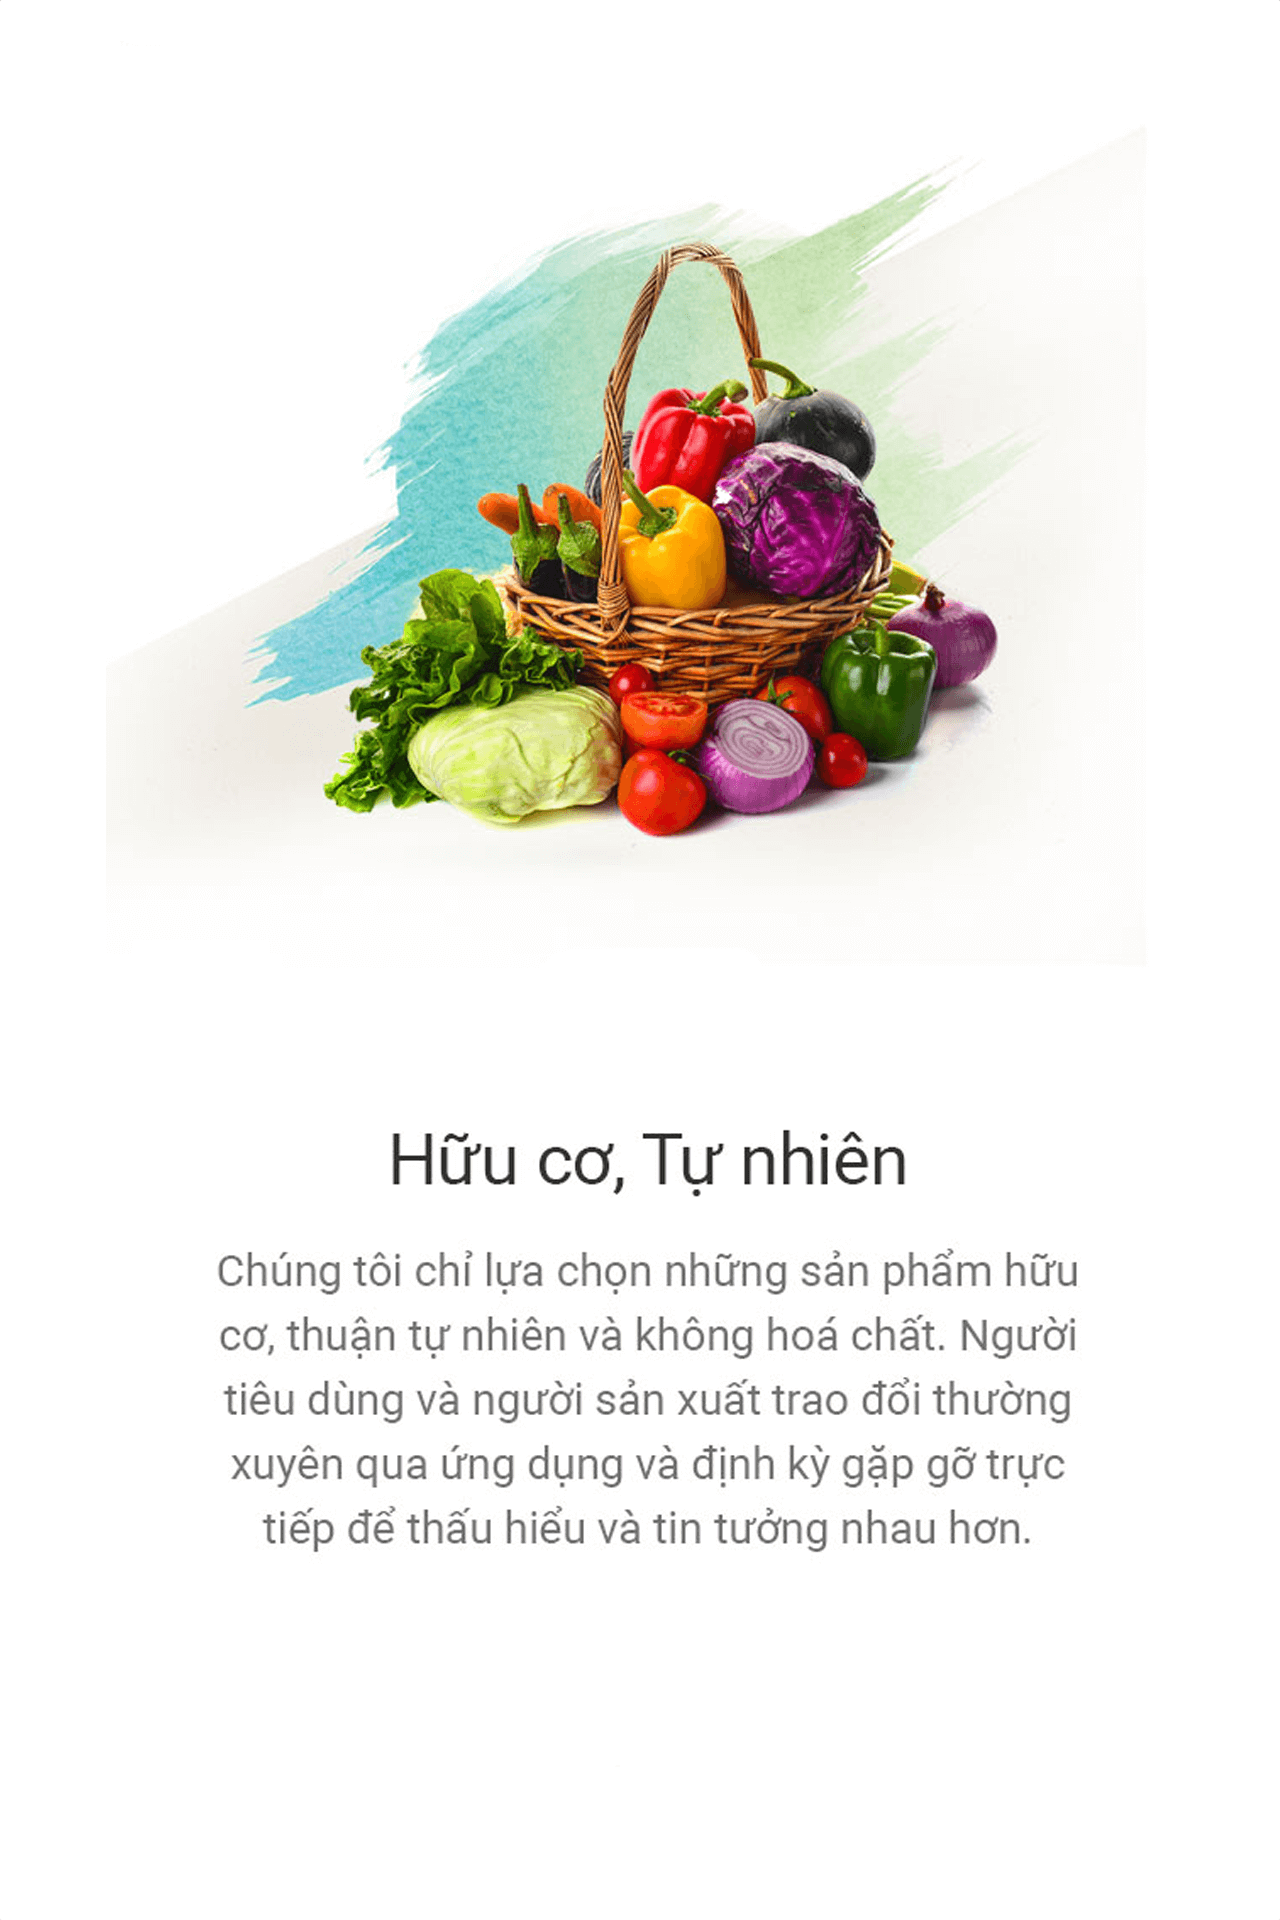 Hữu cơ, Tự nhiên
Chúng tôi chỉ lựa chọn những sản phẩm hữu
cơ, thuận tự nhiên và không hoá chất. Người
tiêu dùng và người sản xuất trao đổi thường
xuyên qua ứng dụng và định kỳ gặp gỡ trực
tiếp để thấu hiểu và tin tưởng nhau hơn.